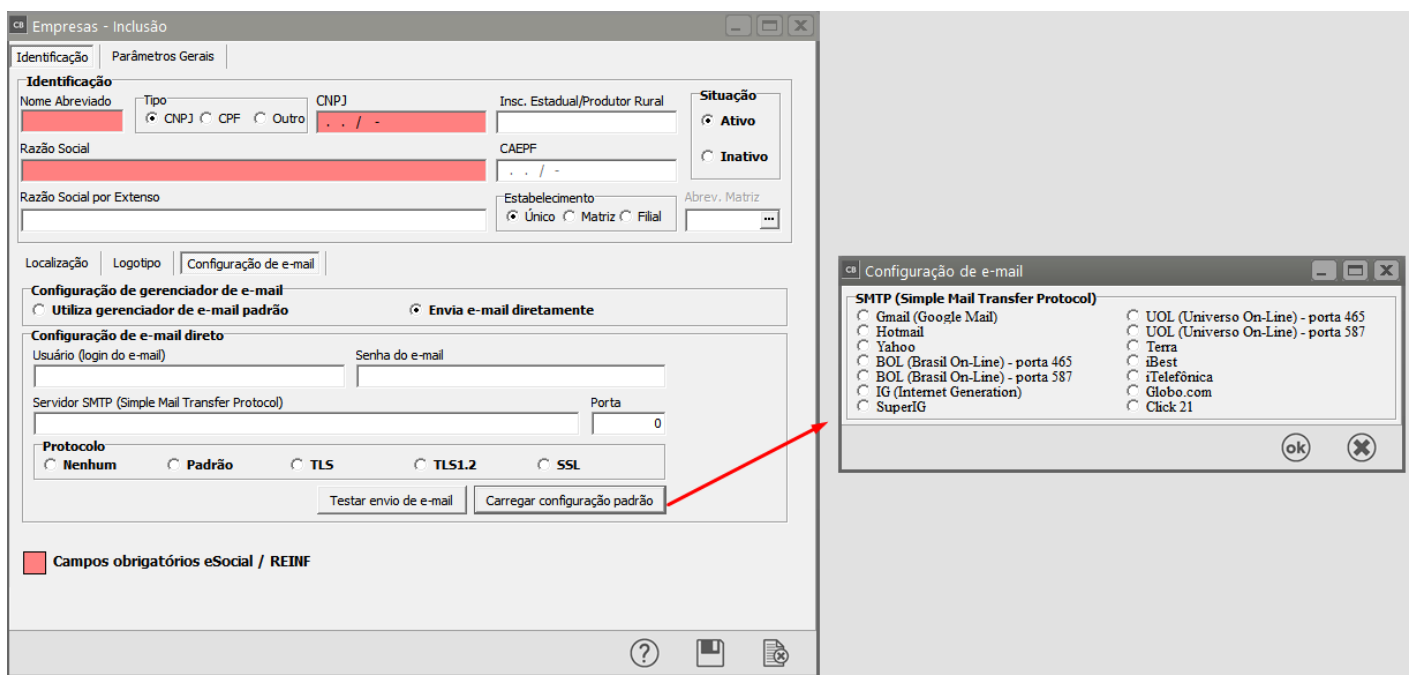 CB Empresas - Inclusão
Identificação Parâmetros Gerais
Identificação
Nome Abreviado Tipo CNPJ Insc. Estadual/Produtor Rural Situação
CNPJ CPF Outro . . / - Ativo
Razão Social CAEPF Inativo
. . / -
Razão Social por Extenso Estabelecimento Abrev. Matriz
Único Matriz Filial ...
Localização Logotipo Configuração de e-mail
Configuração de gerenciador de e-mail
Utiliza gerenciador de e-mail padrão Envia e-mail diretamente
Configuração de e-mail direto
Usuário (login do e-mail) Senha do e-mail
Servidor SMTP (Simple Mail Transfer Protocol) Porta
0
Protocolo
Nenhum Padrão TLS TLS1.2 SSL
Testar envio de e-mail Carregar configuração padrão
Campos obrigatórios eSocial / REINF
?
CB Configuração de e-mail
SMTP (Simple Mail Transfer Protocol)
Gmail (Google Mail) UOL (Universo On-Line) - porta 465
Hotmail UOL (Universo On-Line) - porta 587
Yahoo Terra
BOL (Brasil On-Line) - porta 465 iBest
BOL (Brasil On-Line) - porta 587 iTelefônica
IG (Internet Generation) Globo.com
SuperIG Click 21
ok